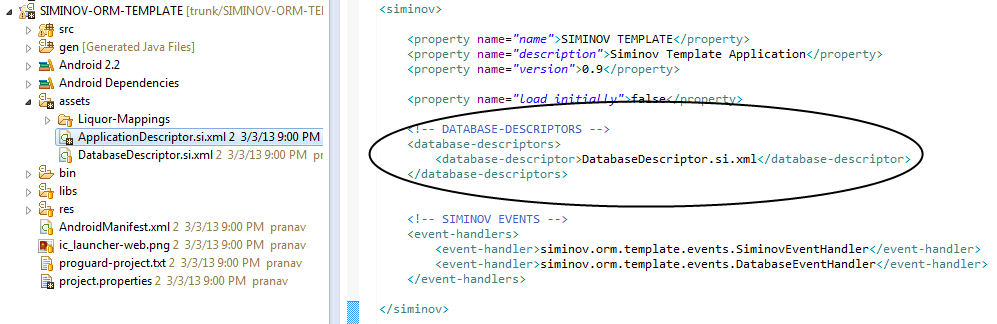 SIMINOV-ORM-TEMPLATE [trunk/SIMINOV-ORM-TE
src
gen [Generated Java Files]
Android 2.2
Android Dependencies
assets
Liquor-Mappings
ApplicationDescriptor.si.xml 2 3/3/13 9:00 PM
DatabaseDescriptor.si.xml 2 3/3/13 9:00 PM
bin
libs
res
AndroidManifest.xml 2 3/3/13 9:00 PM pranav
ic_launcher-web.png 2 3/3/13 9:00 PM pranav
proguard-project.txt 2 3/3/13 9:00 PM pranav
project.properties 2 3/3/13 9:00 PM pranav
<siminov>
<property name="name">SIMINOV TEMPLATE</property>
<property name="description">Siminov Template Application</property>
<property name="version">0.9</property>
<property name="load_initially">false</property>
<!-- DATABASE-DESCRIPTORS -->
<database-descriptors>
<database-descriptor>DatabaseDescriptor.si.xml</database-descriptor>
</database-descriptors>
<!-- SIMINOV EVENTS -->
<event-handlers>
<event-handler>siminov.orm.template.events.SiminovEventHandler</event-handler>
<event-handler>siminov.orm.template.events.DatabaseEventHandler</event-handler>
</event-handlers>
</siminov>